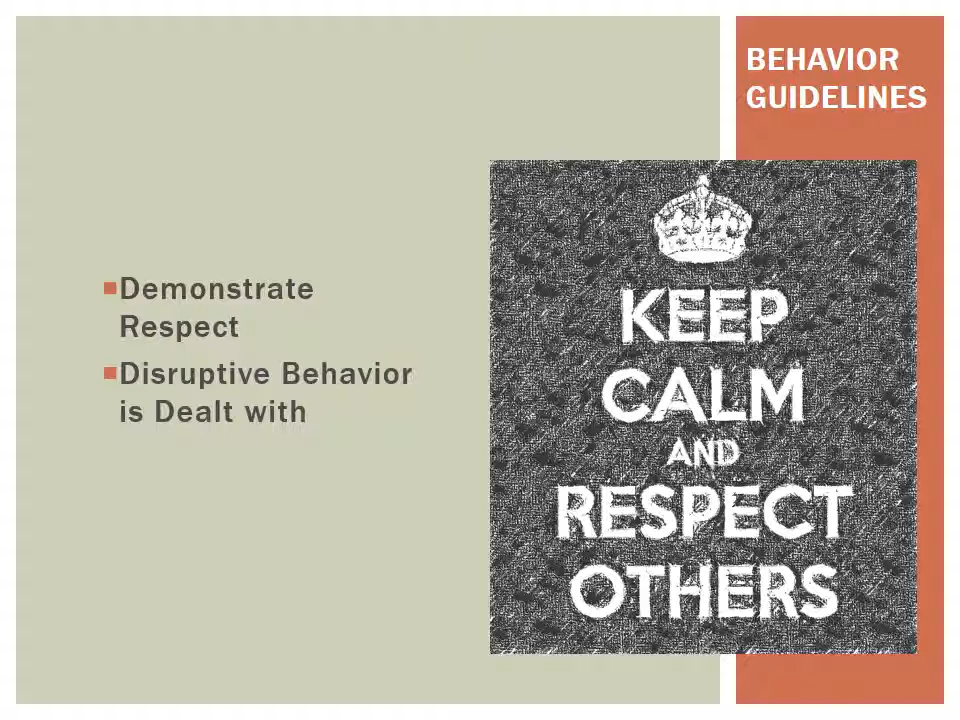 BEHAVIOR
GUIDELINES
Demonstrate
Respect
Disruptive Behavior
is Dealt with
KEEP
CALM
AND
RESPECT
OTHERS